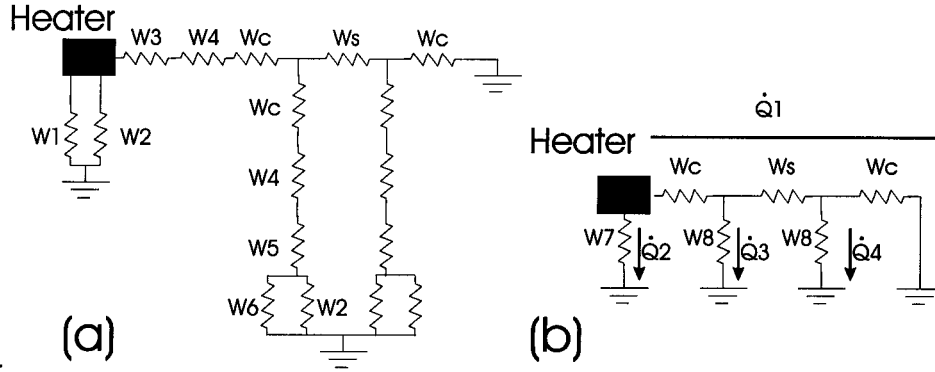 Heater
W3 W4 Wc Ws Wc
Wc
W1 W2
W4
W5
W6 W2
(a)
Q̇1
Heater
Wc Ws Wc
W7 Q̇2 W8 Q̇3 W8 Q̇4
(b)